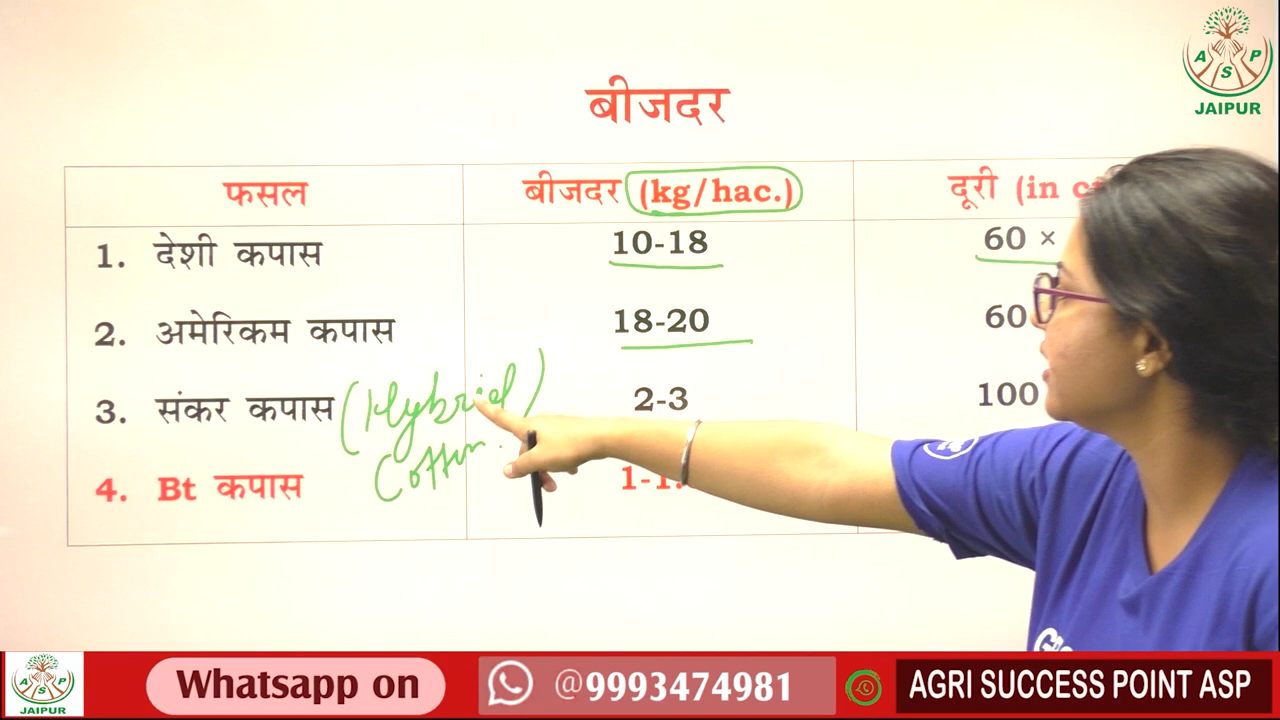 A S P
JAIPUR
बीजदर
फसल बीजदर (kg/hac.) दूरी (in
1. देशी कपास 10-18 60 ×
2. अमेरिकम कपास 18-20 60
3. संकर कपास (Hybrid 2-3 100
Cotton.)
4. Bt कपास 1-1.
A S P
JAIPUR
Whatsapp on @9993474981 AGRI SUCCESS POINT ASP